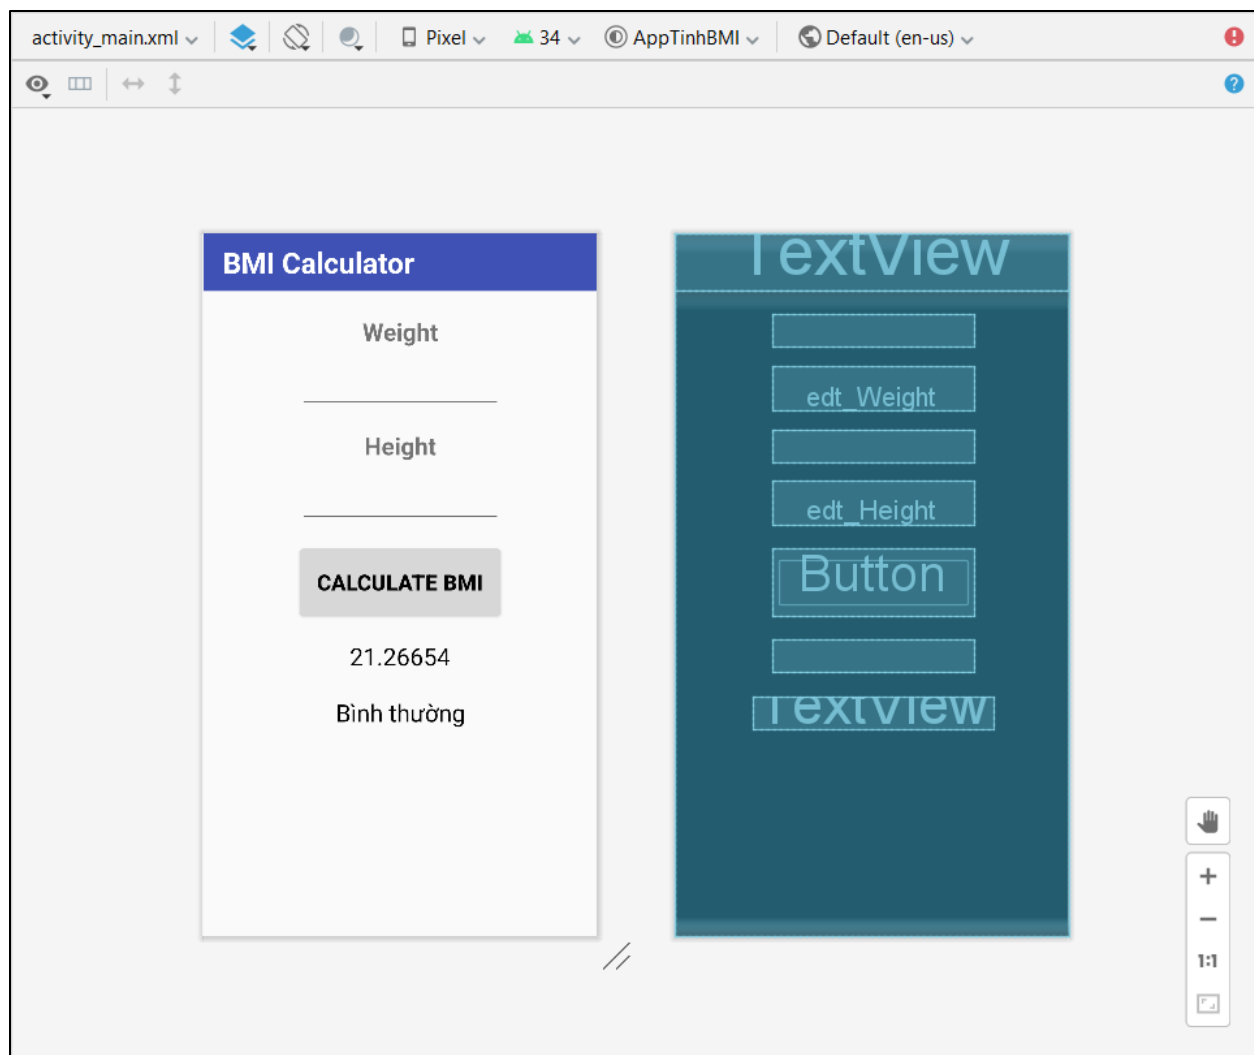 activity_main.xml Pixel 34 AppTinhBMI Default (en-us)
BMI Calculator
Weight
Height
CALCULATE BMI
21.26654
Bình thường
TextView
edt_Weight
edt_Height
Button
TextView
1:1